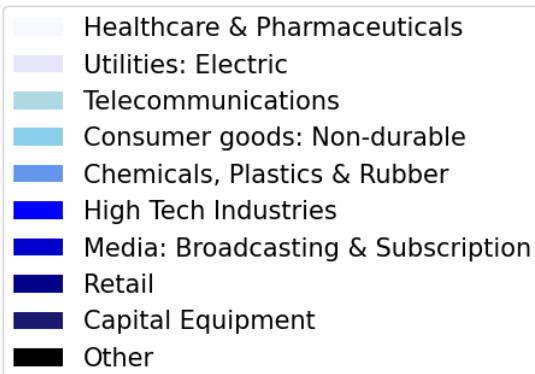 Healthcare & Pharmaceuticals
Utilities: Electric
Telecommunications
Consumer goods: Non-durable
Chemicals, Plastics & Rubber
High Tech Industries
Media: Broadcasting & Subscription
Retail
Capital Equipment
Other